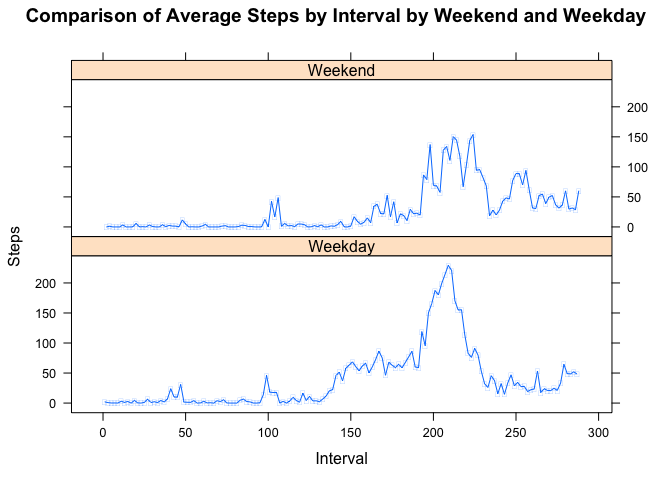 Comparison of Average Steps by Interval by Weekend and Weekday
Weekend
200
150
100
50
0
Weekday
200
150
100
50
0
Steps
0 50 100 150 200 250 300
Interval